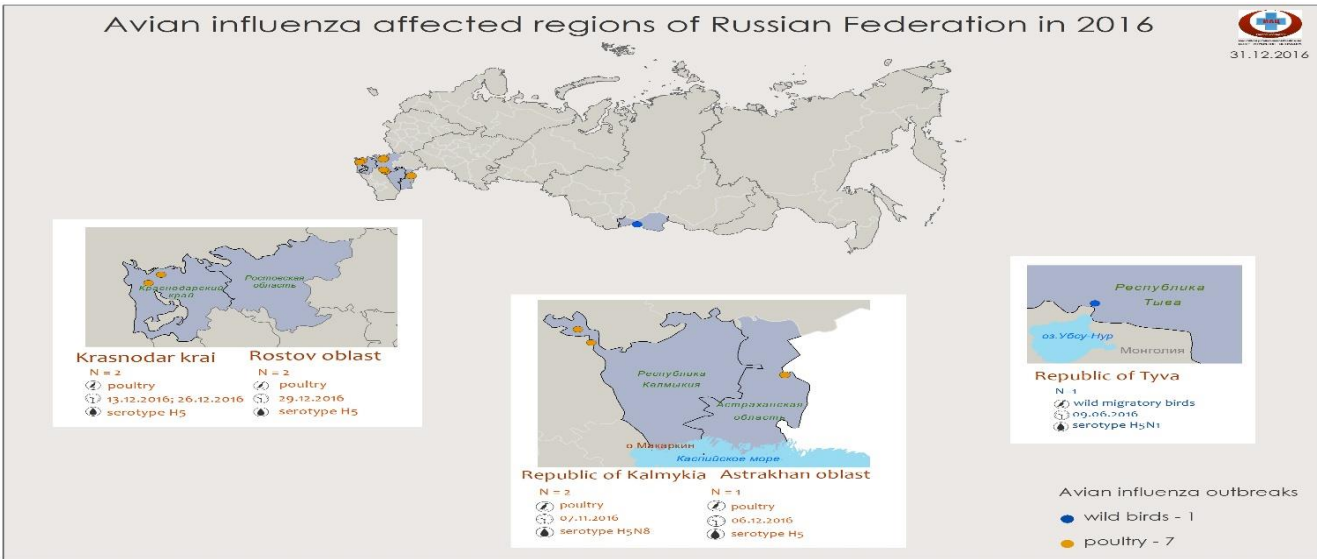 Avian influenza affected regions of Russian Federation in 2016
31.12.2016
Краснодарский
край
Ростовская
область
Krasnodar krai
N = 2
poultry
13.12.2016; 26.12.2016
serotype H5
Rostov oblast
N = 2
poultry
29.12.2016
serotype H5
Республика
Калмыкия
Астраханская
область
о Макаркин
Каспийское море
Republic of Kalmykia
N = 2
poultry
07.11.2016
serotype H5N8
Astrakhan oblast
N = 1
poultry
06.12.2016
serotype H5
Республика
Тыва
оз.Убсу-Нур
Монголия
Republic of Tyva
N 1
wild migratory birds
09.06.2016
serotype H5N1
Avian influenza outbreaks
wild birds - 1
poultry - 7